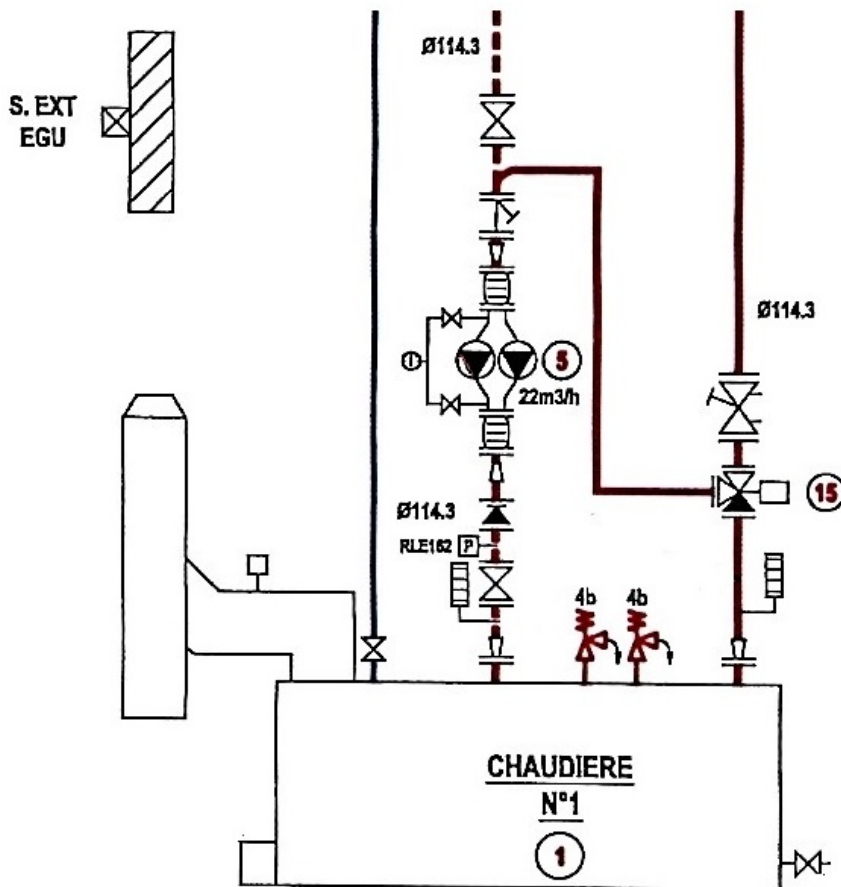 Ø114.3
S. EXT
EGU
Ø114.3
5
22m3/h
15
Ø114.3
RLE162
P
4b
4b
CHAUDIERE
N°1
1